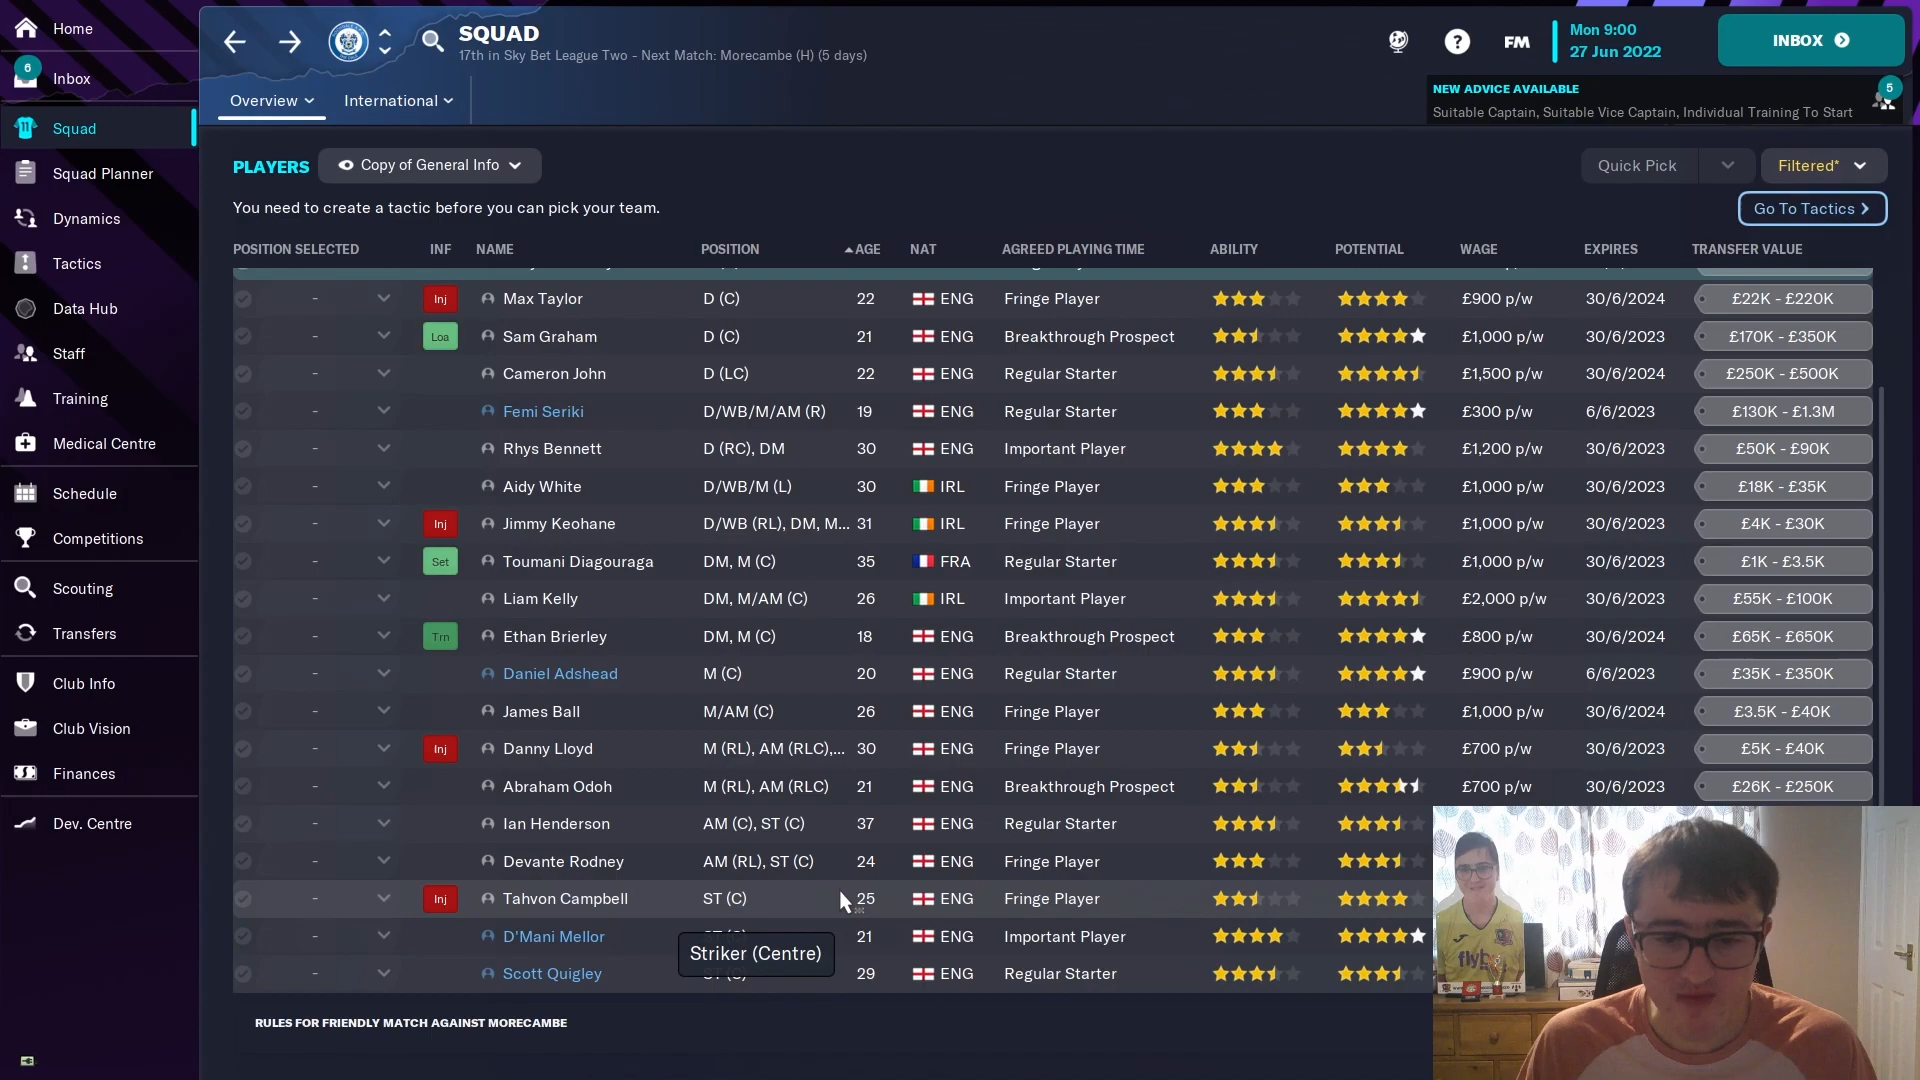 Home
6
Inbox
Squad
Squad Planner
Dynamics
Tactics
Data Hub
Staff
Training
Medical Centre
Schedule
Competitions
Scouting
Transfers
Club Info
Club Vision
Finances
Dev. Centre
SQUAD
17th in Sky Bet League Two - Next Match: Morecambe (H) (5 days)
? FM
Mon 9:00
27 Jun 2022
INBOX
Overview International
NEW ADVICE AVAILABLE
5
Suitable Captain, Suitable Vice Captain, Individual Training To Start
PLAYERS Copy of General Info Quick Pick Filtered*
You need to create a tactic before you can pick your team. Go To Tactics
POSITION SELECTED INF NAME POSITION AGE NAT AGREED PLAYING TIME ABILITY POTENTIAL WAGE EXPIRES TRANSFER VALUE
- Inj Max Taylor D (C) 22 ENG Fringe Player £900 p/w 30/6/2024 £22K - £220K
- Loa Sam Graham D (C) 21 ENG Breakthrough Prospect £1,000 p/w 30/6/2023 £170K - £350K
- Cameron John D (LC) 22 ENG Regular Starter £1,500 p/w 30/6/2024 £250K - £500K
- Femi Seriki D/WB/M/AM (R) 19 ENG Regular Starter £300 p/w 6/6/2023 £130K - £1.3M
- Rhys Bennett D (RC), DM 30 ENG Important Player £1,200 p/w 30/6/2023 £50K - £90K
- Aidy White D/WB/M (L) 30 IRL Fringe Player £1,000 p/w 30/6/2023 £18K - £35K
- Inj Jimmy Keohane D/WB (RL), DM, M... 31 IRL Fringe Player £1,000 p/w 30/6/2023 £4K - £30K
- Set Toumani Diagouraga DM, M (C) 35 FRA Regular Starter £1,000 p/w 30/6/2023 £1K - £3.5K
- Liam Kelly DM, M/AM (C) 26 IRL Important Player £2,000 p/w 30/6/2023 £55K - £100K
- Trn Ethan Brierley DM, M (C) 18 ENG Breakthrough Prospect £800 p/w 30/6/2024 £65K - £650K
- Daniel Adshead M (C) 20 ENG Regular Starter £900 p/w 6/6/2023 £35K - £350K
- James Ball M/AM (C) 26 ENG Fringe Player £1,000 p/w 30/6/2024 £3.5K - £40K
- Inj Danny Lloyd M (RL), AM (RLC),... 30 ENG Fringe Player £700 p/w 30/6/2023 £5K - £40K
- Abraham Odoh M (RL), AM (RLC) 21 ENG Breakthrough Prospect £700 p/w 30/6/2023 £26K - £250K
- Ian Henderson AM (C), ST (C) 37 ENG Regular Starter
- Devante Rodney AM (RL), ST (C) 24 ENG Fringe Player
- Inj Tahvon Campbell ST (C) 25 ENG Fringe Player
- D'Mani Mellor 21 ENG Important Player
Striker (Centre)
- Scott Quigley 29 ENG Regular Starter
RULES FOR FRIENDLY MATCH AGAINST MORECAMBE
flybe